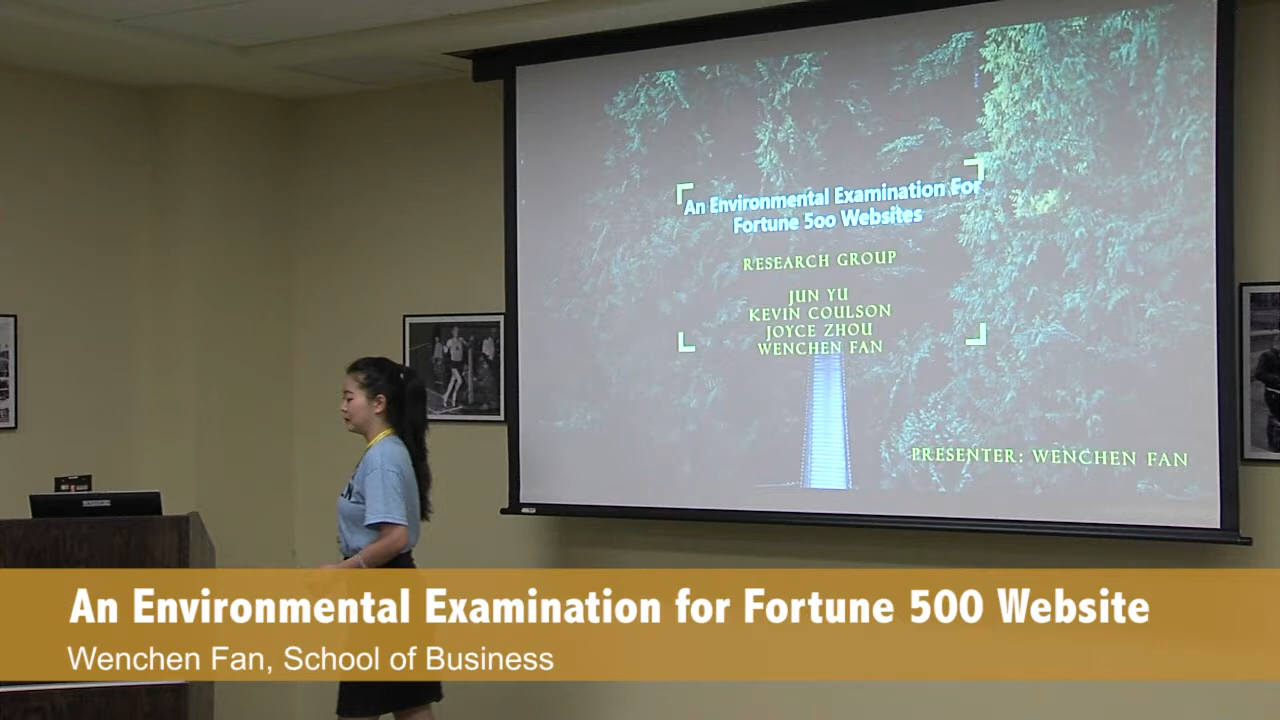 An Environmental Examination For
Fortune 500 Websites
RESEARCH GROUP
JUN YU
KEVIN COULSON
JOYCE ZHOU
WENCHEN FAN
PRESENTER: WENCHEN FAN
An Environmental Examination for Fortune 500 Website
Wenchen Fan, School of Business